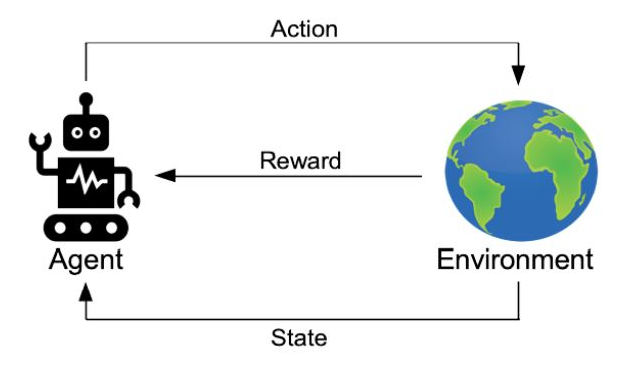 Action
Reward
Agent
Environment
State